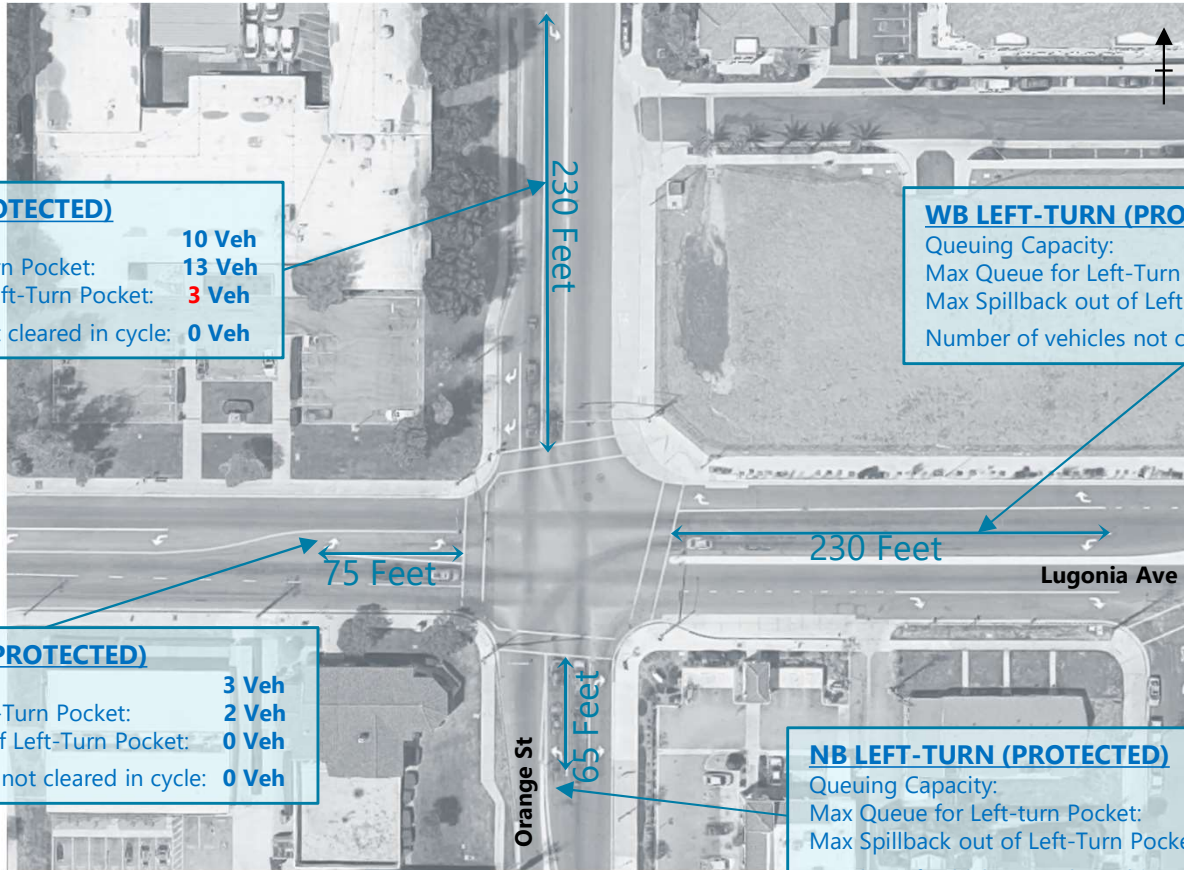 230 Feet
OTECTED)
10 Veh
rn Pocket: 13 Veh
ft-Turn Pocket: 3 Veh
cleared in cycle: 0 Veh
WB LEFT-TURN (PRO
Queuing Capacity:
Max Queue for Left-Turn
Max Spillback out of Left
Number of vehicles not c
75 Feet
230 Feet
Lugonia Ave
PROTECTED)
3 Veh
-Turn Pocket: 2 Veh
f Left-Turn Pocket: 0 Veh
not cleared in cycle: 0 Veh
Orange St
65 Feet
NB LEFT-TURN (PROTECTED)
Queuing Capacity:
Max Queue for Left-turn Pocket:
Max Spillback out of Left-Turn Pocke